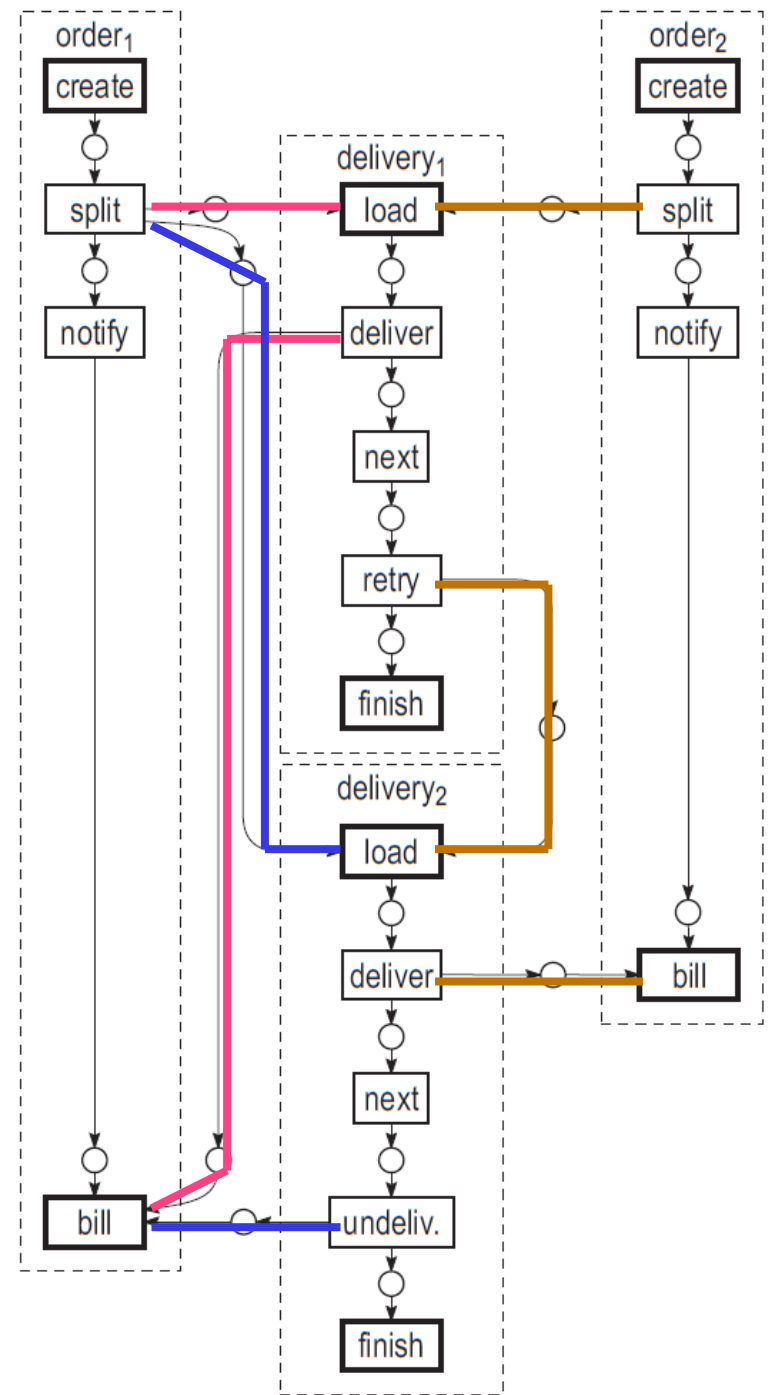 order1
create
split
notify
bill
delivery1
load
deliver
next
retry
finish
delivery2
load
deliver
next
undeliv.
finish
order2
create
split
notify
bill